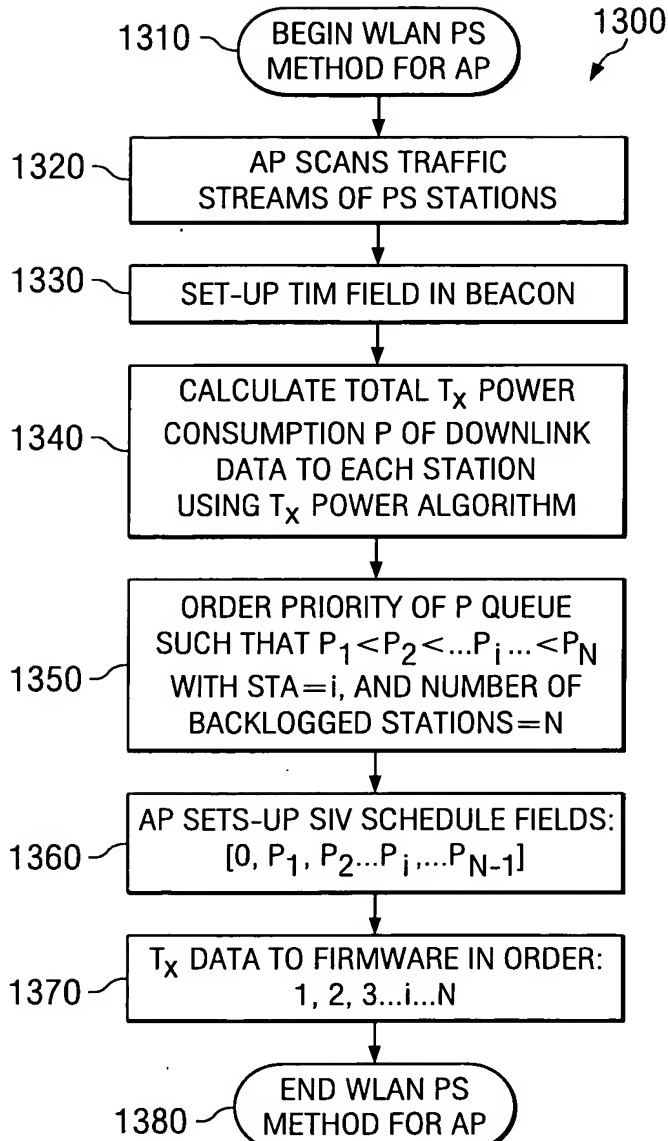 1300
1310
BEGIN WLAN PS
METHOD FOR AP
1320
AP SCANS TRAFFIC
STREAMS OF PS STATIONS
1330
SET-UP TIM FIELD IN BEACON
1340
CALCULATE TOTAL Tx POWER
CONSUMPTION P OF DOWNLINK
DATA TO EACH STATION
USING Tx POWER ALGORITHM
1350
ORDER PRIORITY OF P QUEUE
SUCH THAT P1<P2<...Pi...<PN
WITH STA=i, AND NUMBER OF
BACKLOGGED STATIONS=N
1360
AP SETS-UP SIV SCHEDULE FIELDS:
[0, P1, P2...Pi,...PN-1]
1370
Tx DATA TO FIRMWARE IN ORDER:
1, 2, 3...i...N
1380
END WLAN PS
METHOD FOR AP